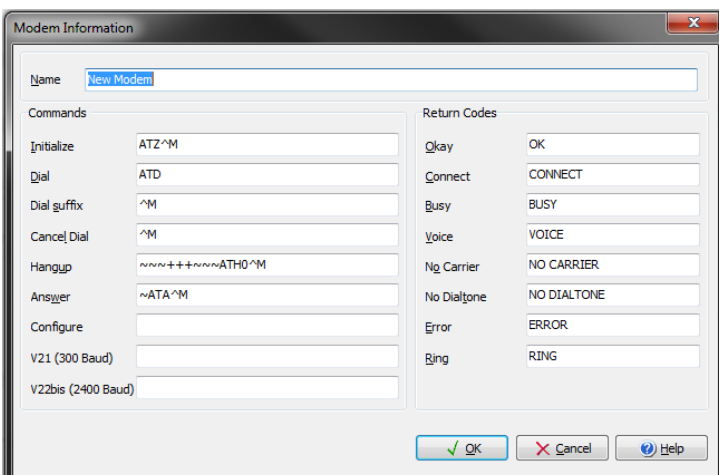 Modem Information
Name New Modem
Commands
Initialize ATZ^M
Dial ATD
Dial suffix ^M
Cancel Dial ^M
Hangup ~~~+++~~~ATH0^M
Answer ~ATA^M
Configure
V21 (300 Baud)
V22bis (2400 Baud)
Return Codes
Okay OK
Connect CONNECT
Busy BUSY
Voice VOICE
No Carrier NO CARRIER
No Dialtone NO DIALTONE
Error ERROR
Ring RING
OK Cancel Help